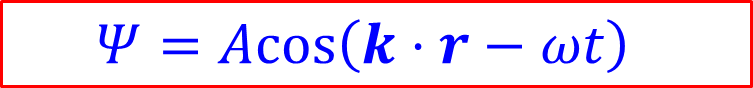 Ψ = Acos(k · r − ωt)